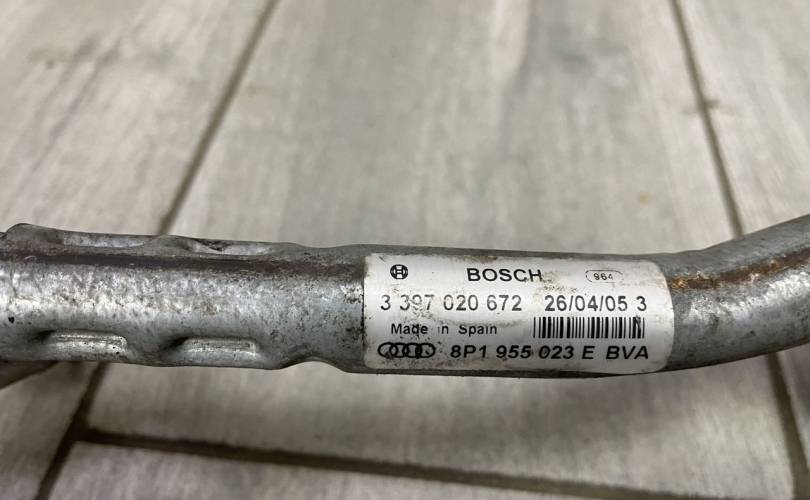 BOSCH 964
3 397 020 672 26/04/05 3
Made in Spain
8P1 955 023 E BVA